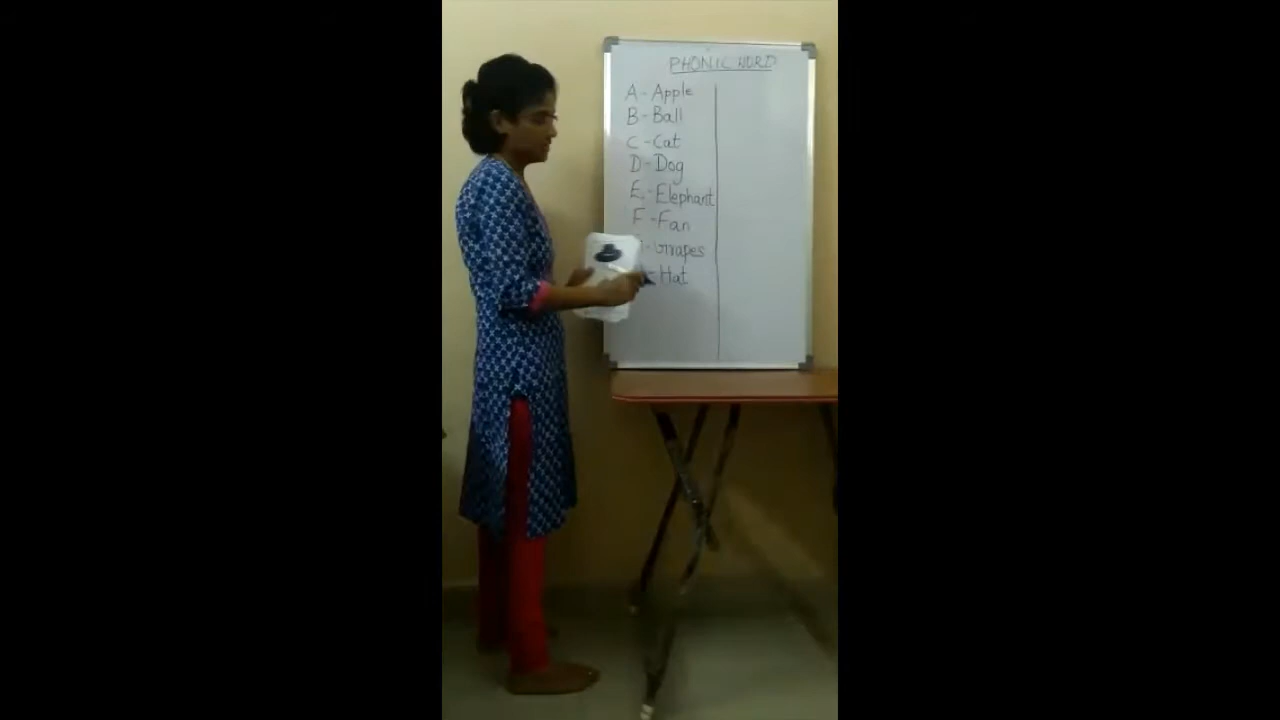 PHONIC WORD
A - Apple
B - Ball
C - Cat
D - Dog
E - Elephant
F - Fan
- Grapes
- Hat